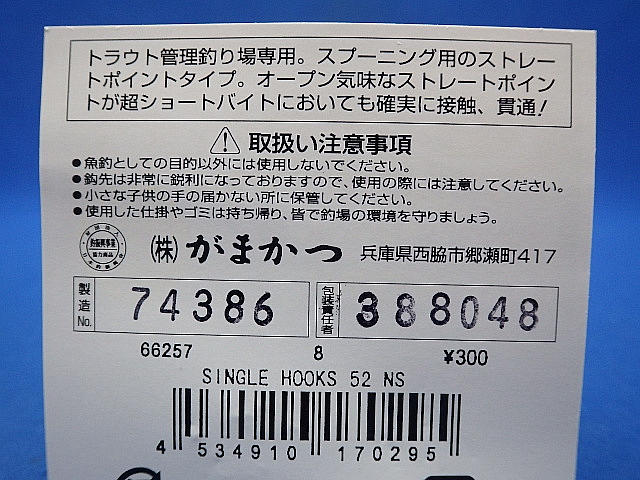 トラウト管理釣り場専用。スプーニング用のストレー
トポイントタイプ。オープン気味なストレートポイン
トが超ショートバイトにおいても確実に接触、貫通!
取扱い注意事項
●魚釣としての目的以外には使用しないでください。
●鈎先は非常に鋭利になっておりますので、使用の際には注意してください。
●小さな子供の手の届かない所に保管してください。
●使用した仕掛やゴミは持ち帰り、皆で釣場の環境を守りましょう。
(株) がまかつ 兵庫県西脇市郷瀬町417
製造No. 74386 包装責任者 388048
66257 8 ¥300
SINGLE HOOKS 52 NS
4 534910 170295